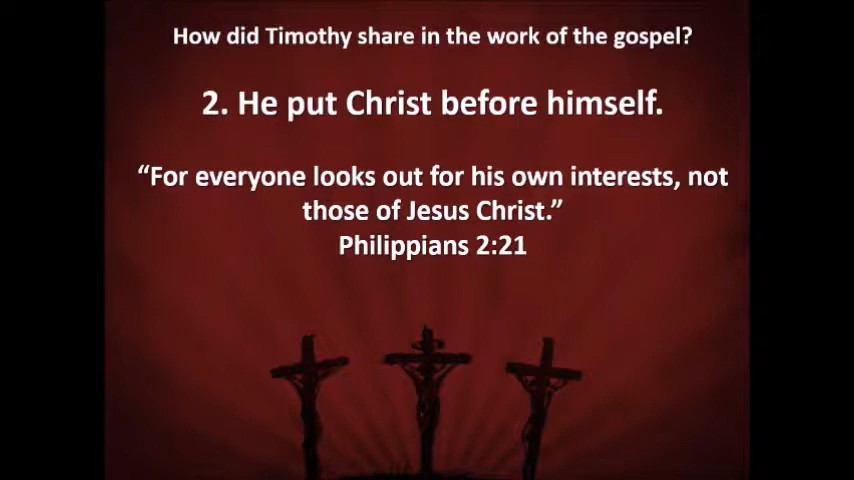 How did Timothy share in the work of the gospel?
2. He put Christ before himself.
“For everyone looks out for his own interests, not
those of Jesus Christ.”
Philippians 2:21